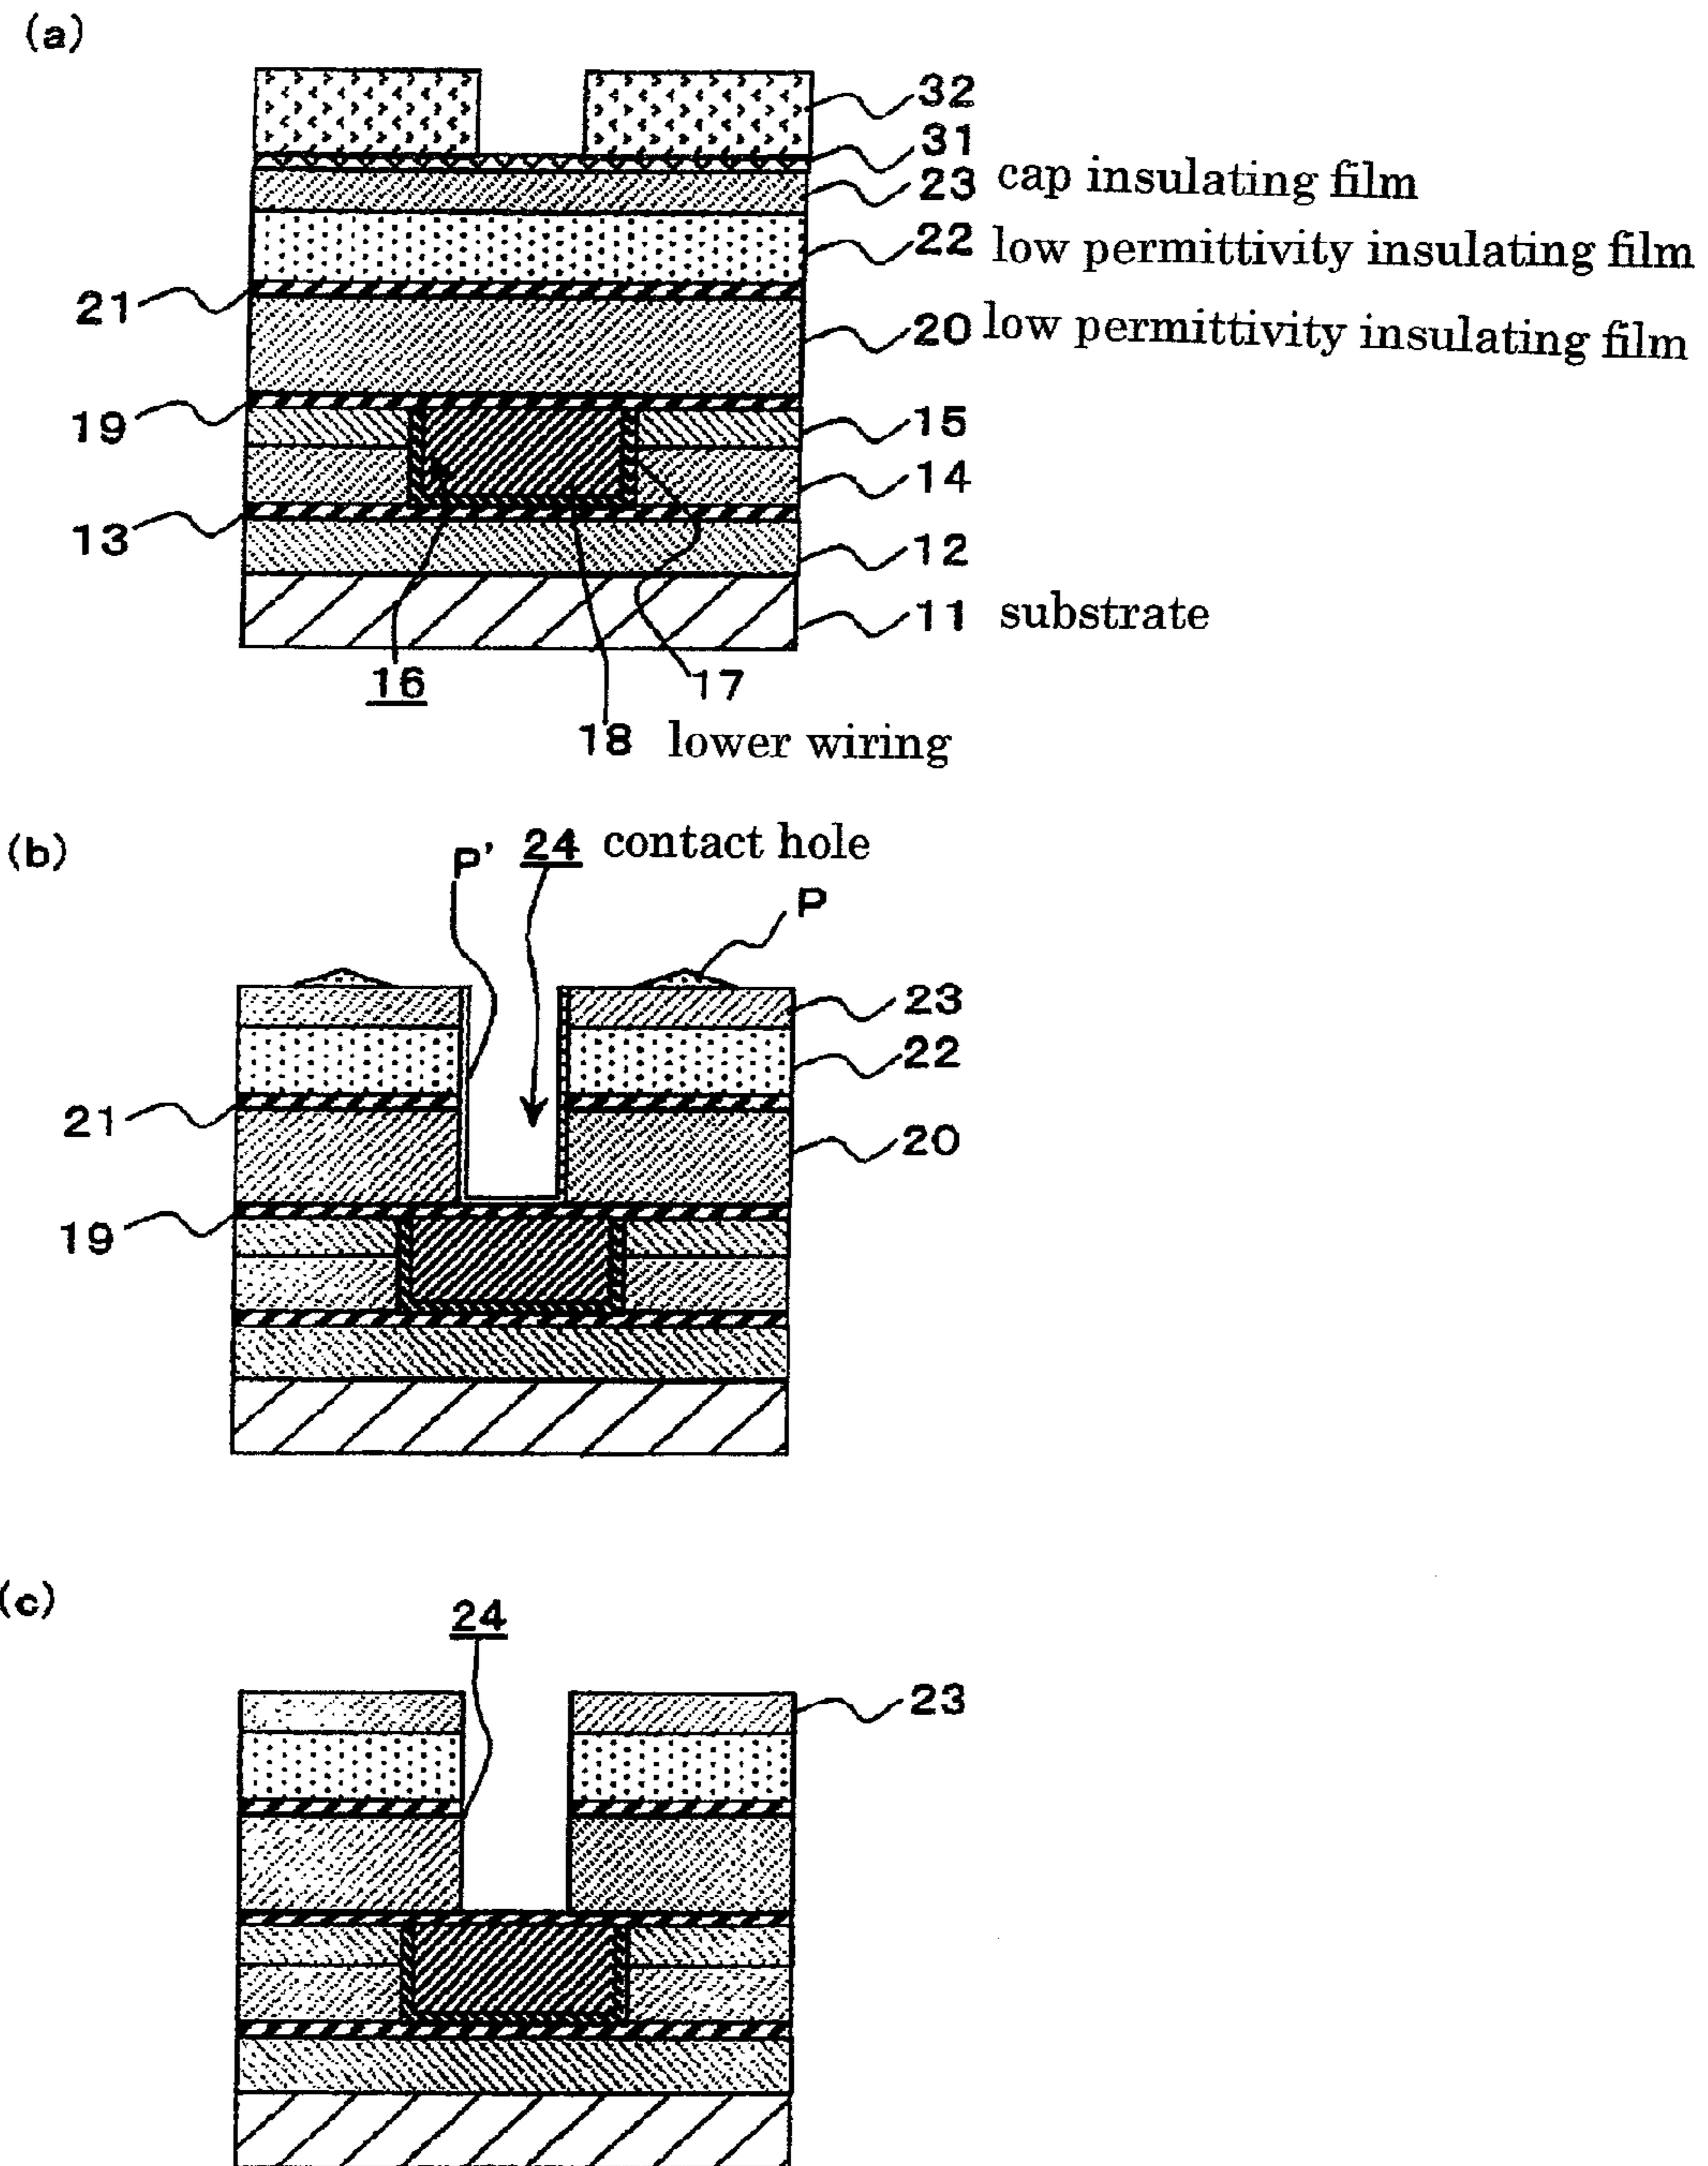 (a)
32
31
23 cap insulating film
22 low permittivity insulating film
21
20 low permittivity insulating film
19
15
14
13
12
11 substrate
16
17
18 lower wiring
(b)
P' 24 contact hole
P
23
22
21
20
19
(c)
24
23